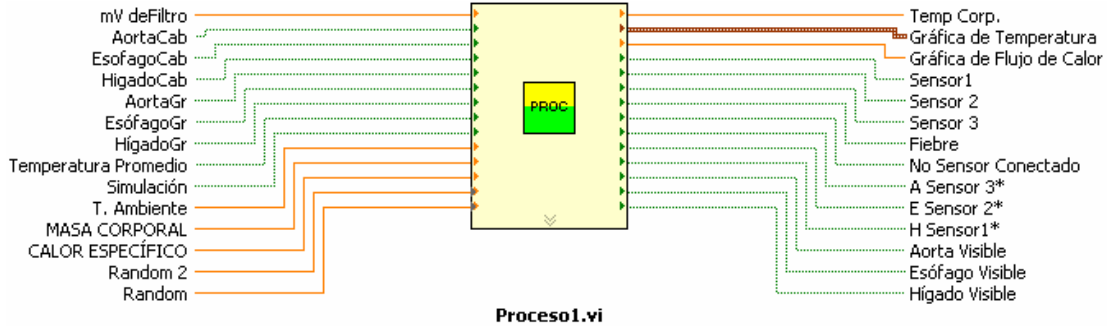 mV deFiltro
AortaCab
EsofagoCab
HigadoCab
AortaGr
EsófagoGr
HígadoGr
Temperatura Promedio
Simulación
T. Ambiente
MASA CORPORAL
CALOR ESPECÍFICO
Random 2
Random
PROC
Temp Corp.
Gráfica de Temperatura
Gráfica de Flujo de Calor
Sensor1
Sensor 2
Sensor 3
Fiebre
No Sensor Conectado
A Sensor 3*
E Sensor 2*
H Sensor1*
Aorta Visible
Esófago Visible
Hígado Visible
Proceso1.vi